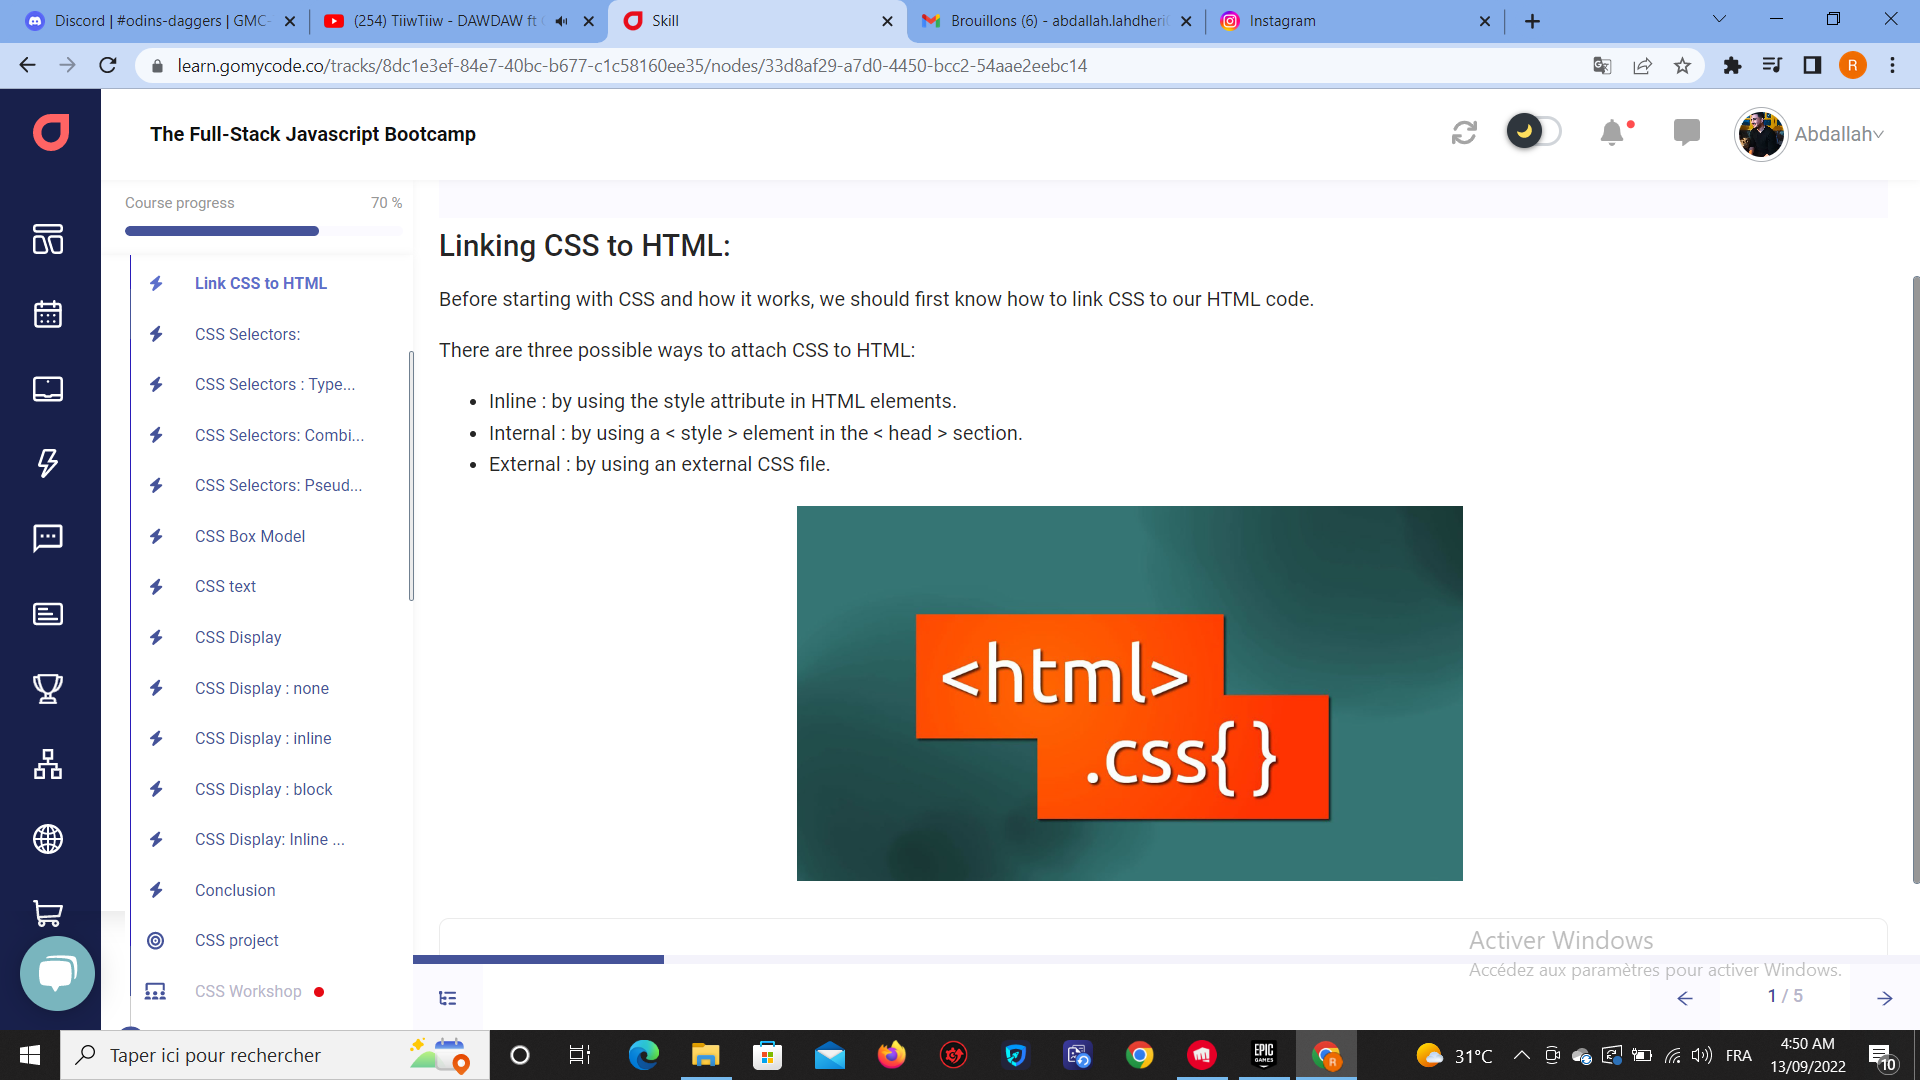 Discord | #odins-daggers | GMC-
(254) TiiwTiiw - DAWDAW ft
Skill
Brouillons (6) - abdallah.lahdheri
Instagram
learn.gomycode.co/tracks/8dc1e3ef-84e7-40bc-b677-c1c58160ee35/nodes/33d8af29-a7d0-4450-bcc2-54aae2eebc14
R
The Full-Stack Javascript Bootcamp
Abdallah
Course progress
70 %
Link CSS to HTML
CSS Selectors:
CSS Selectors : Type...
CSS Selectors: Combi...
CSS Selectors: Pseud...
CSS Box Model
CSS text
CSS Display
CSS Display : none
CSS Display : inline
CSS Display : block
CSS Display: Inline ...
Conclusion
CSS project
CSS Workshop
Linking CSS to HTML:
Before starting with CSS and how it works, we should first know how to link CSS to our HTML code.
There are three possible ways to attach CSS to HTML:
• Inline : by using the style attribute in HTML elements.
• Internal : by using a < style > element in the < head > section.
• External : by using an external CSS file.
<html>
.css{ }
Activer Windows
Accédez aux paramètres pour activer Windows.
1 / 5
Taper ici pour rechercher
EPIC
GAMES
R
31°C
FRA
4:50 AM
13/09/2022
10